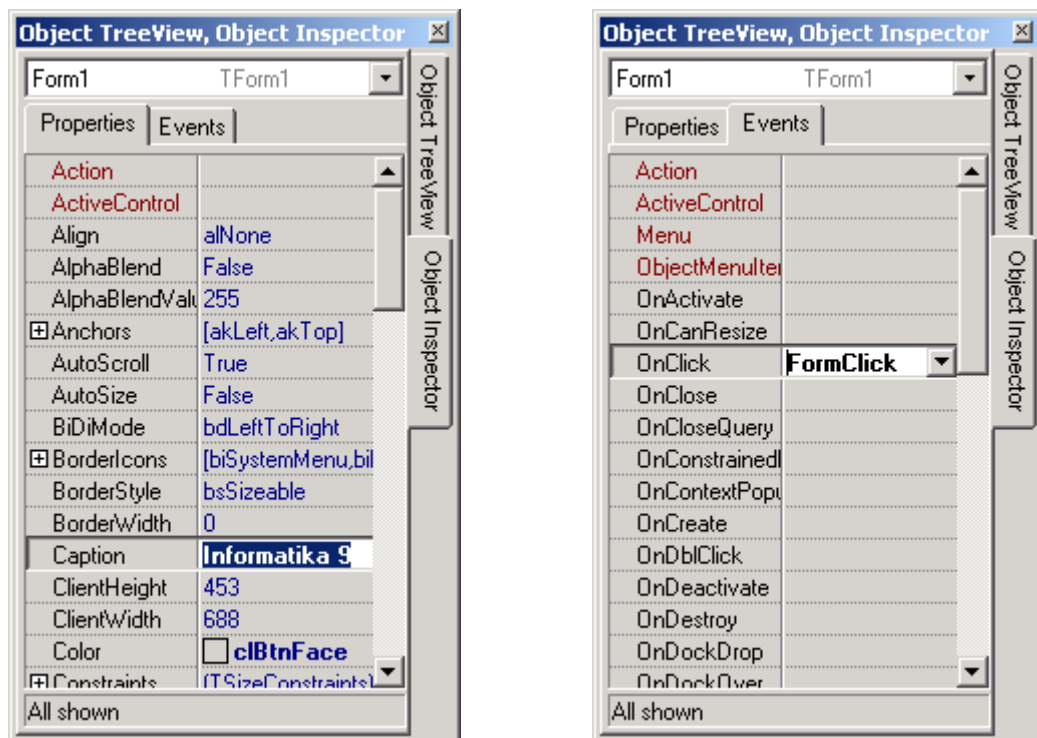 Object TreeView, Object Inspector
Form1 TForm1
Properties Events
Action
ActiveControl
Align alNone
AlphaBlend False
AlphaBlendValu 255
Anchors [akLeft,akTop]
AutoScroll True
AutoSize False
BiDiMode bdLeftToRight
BorderIcons [biSystemMenu,biI
BorderStyle bsSizeable
BorderWidth 0
Caption Informatika 9
ClientHeight 453
ClientWidth 688
Color clBtnFace
Constraints (TSizeConstraints)
All shown
Object TreeView
Object Inspector
Object TreeView, Object Inspector
Form1 TForm1
Properties Events
Action
ActiveControl
Menu
ObjectMenuItei
OnActivate
OnCanResize
OnClick FormClick
OnClose
OnCloseQuery
OnConstrainedl
OnContextPopu
OnCreate
OnDblClick
OnDeactivate
OnDestroy
OnDockDrop
OnDockOver
All shown
Object TreeView
Object Inspector